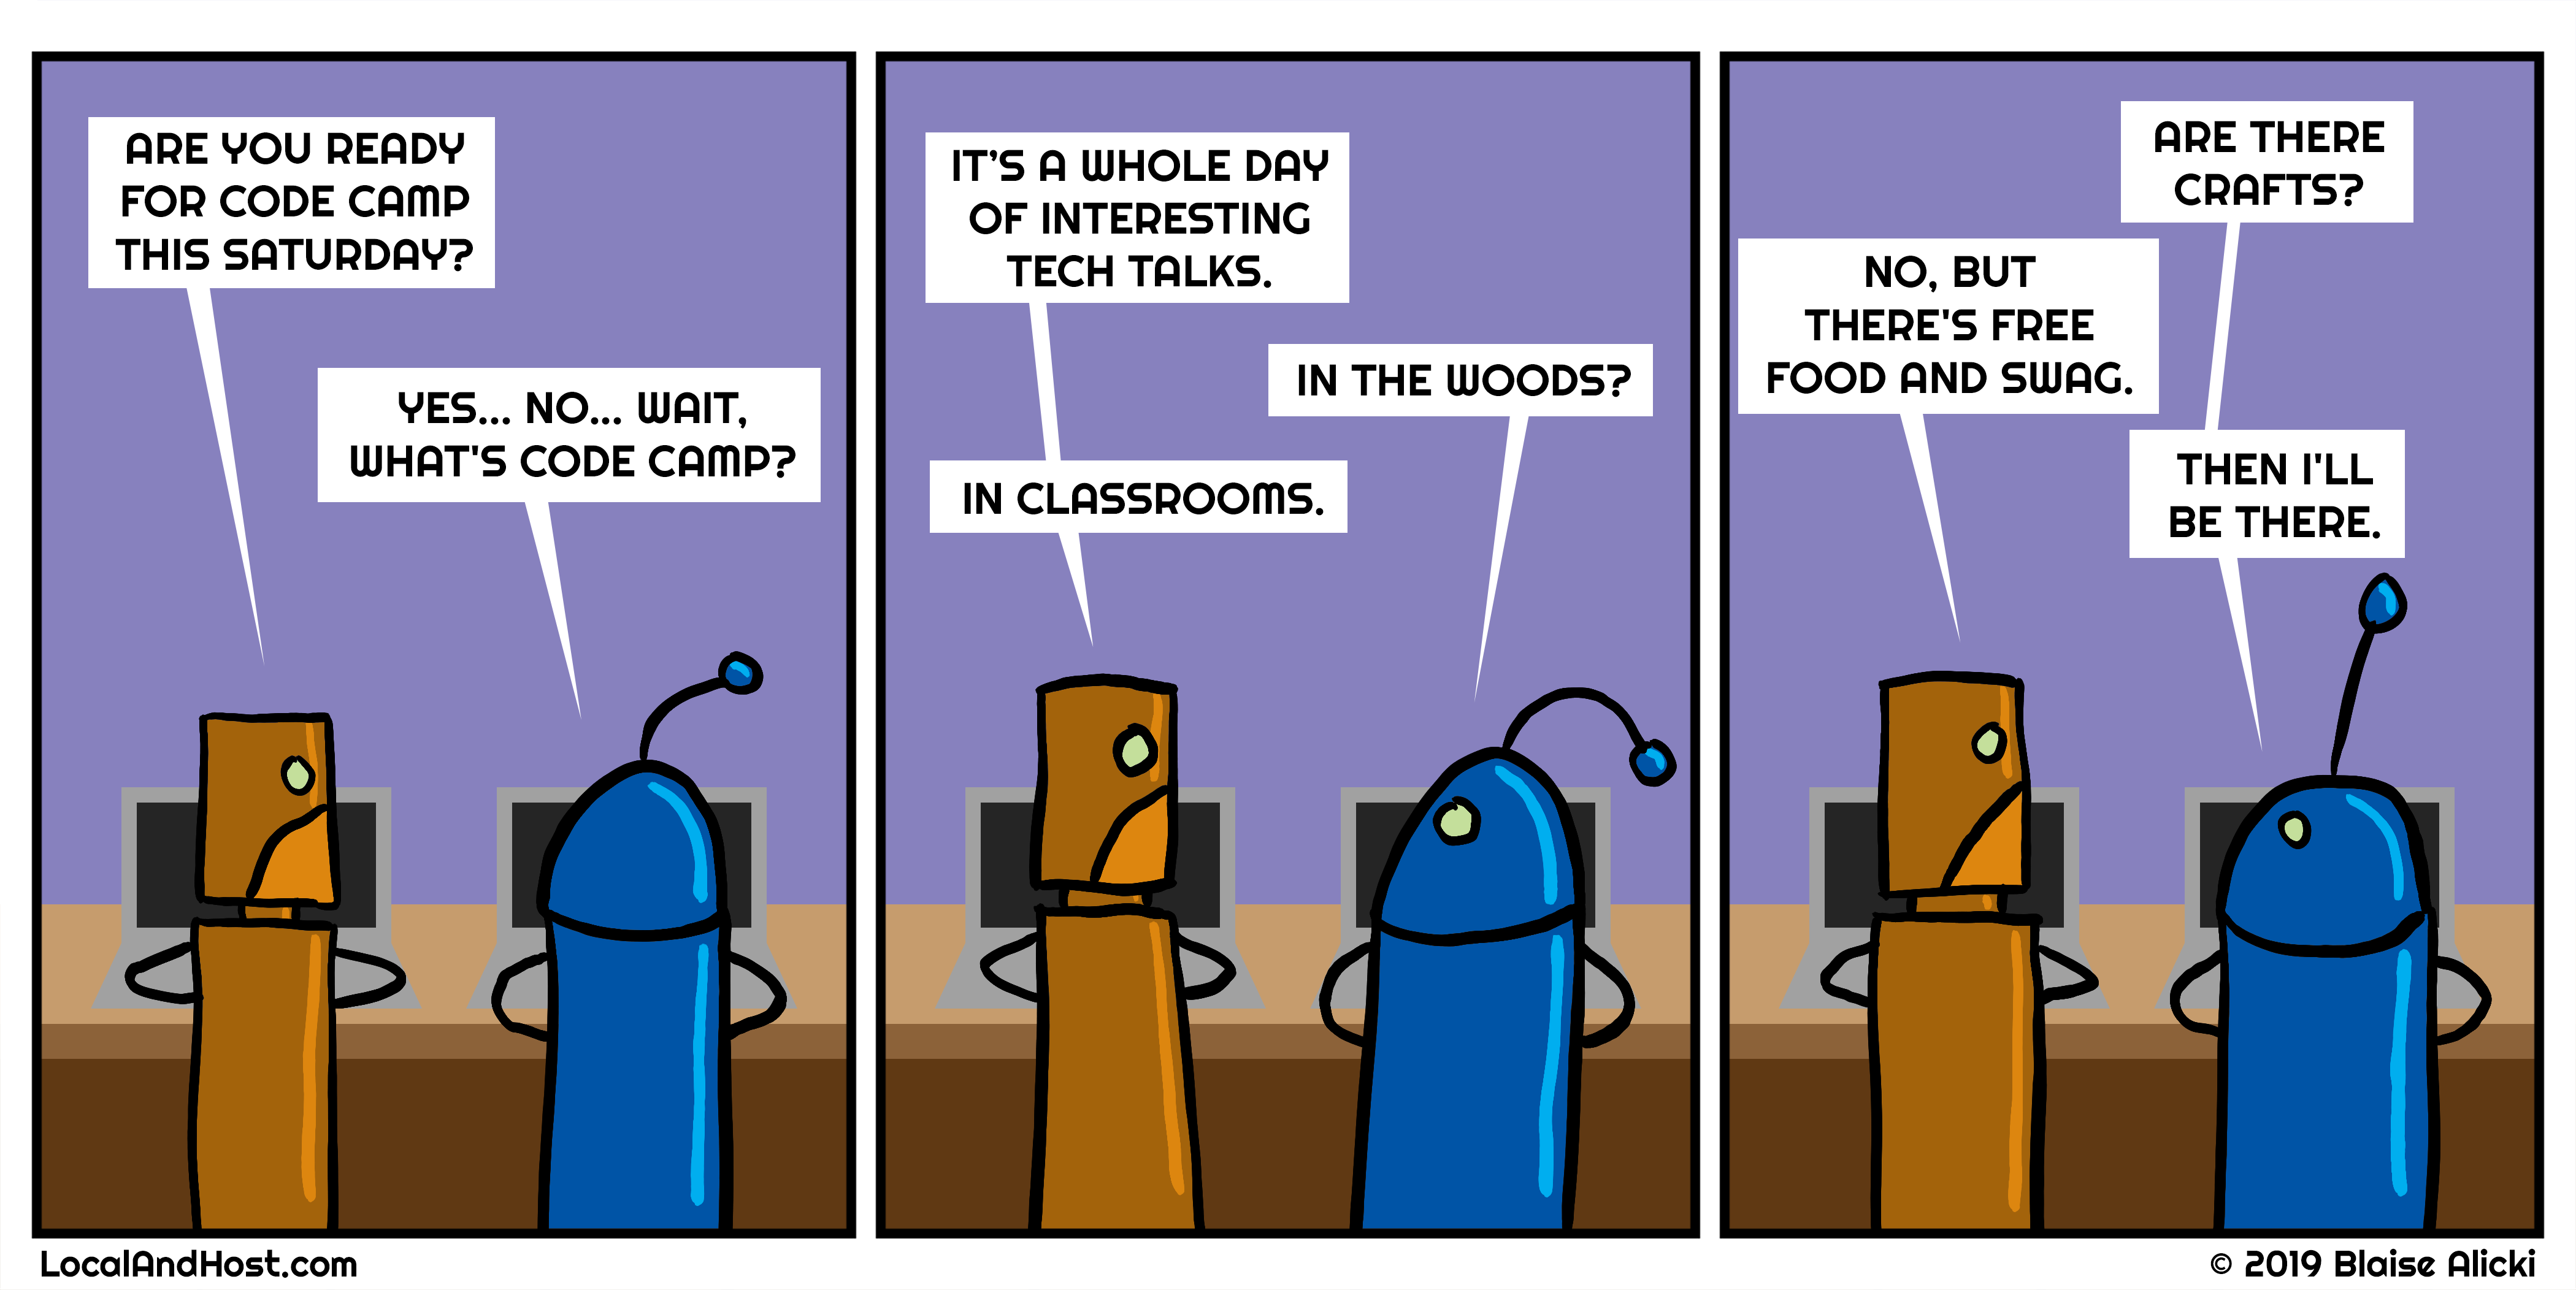 ARE YOU READY
FOR CODE CAMP
THIS SATURDAY?
YES... NO... WAIT,
WHAT'S CODE CAMP?
IT'S A WHOLE DAY
OF INTERESTING
TECH TALKS.
IN THE WOODS?
IN CLASSROOMS.
ARE THERE
CRAFTS?
NO, BUT
THERE'S FREE
FOOD AND SWAG.
THEN I'LL
BE THERE.
LocalAndHost.com
© 2019 Blaise Alicki